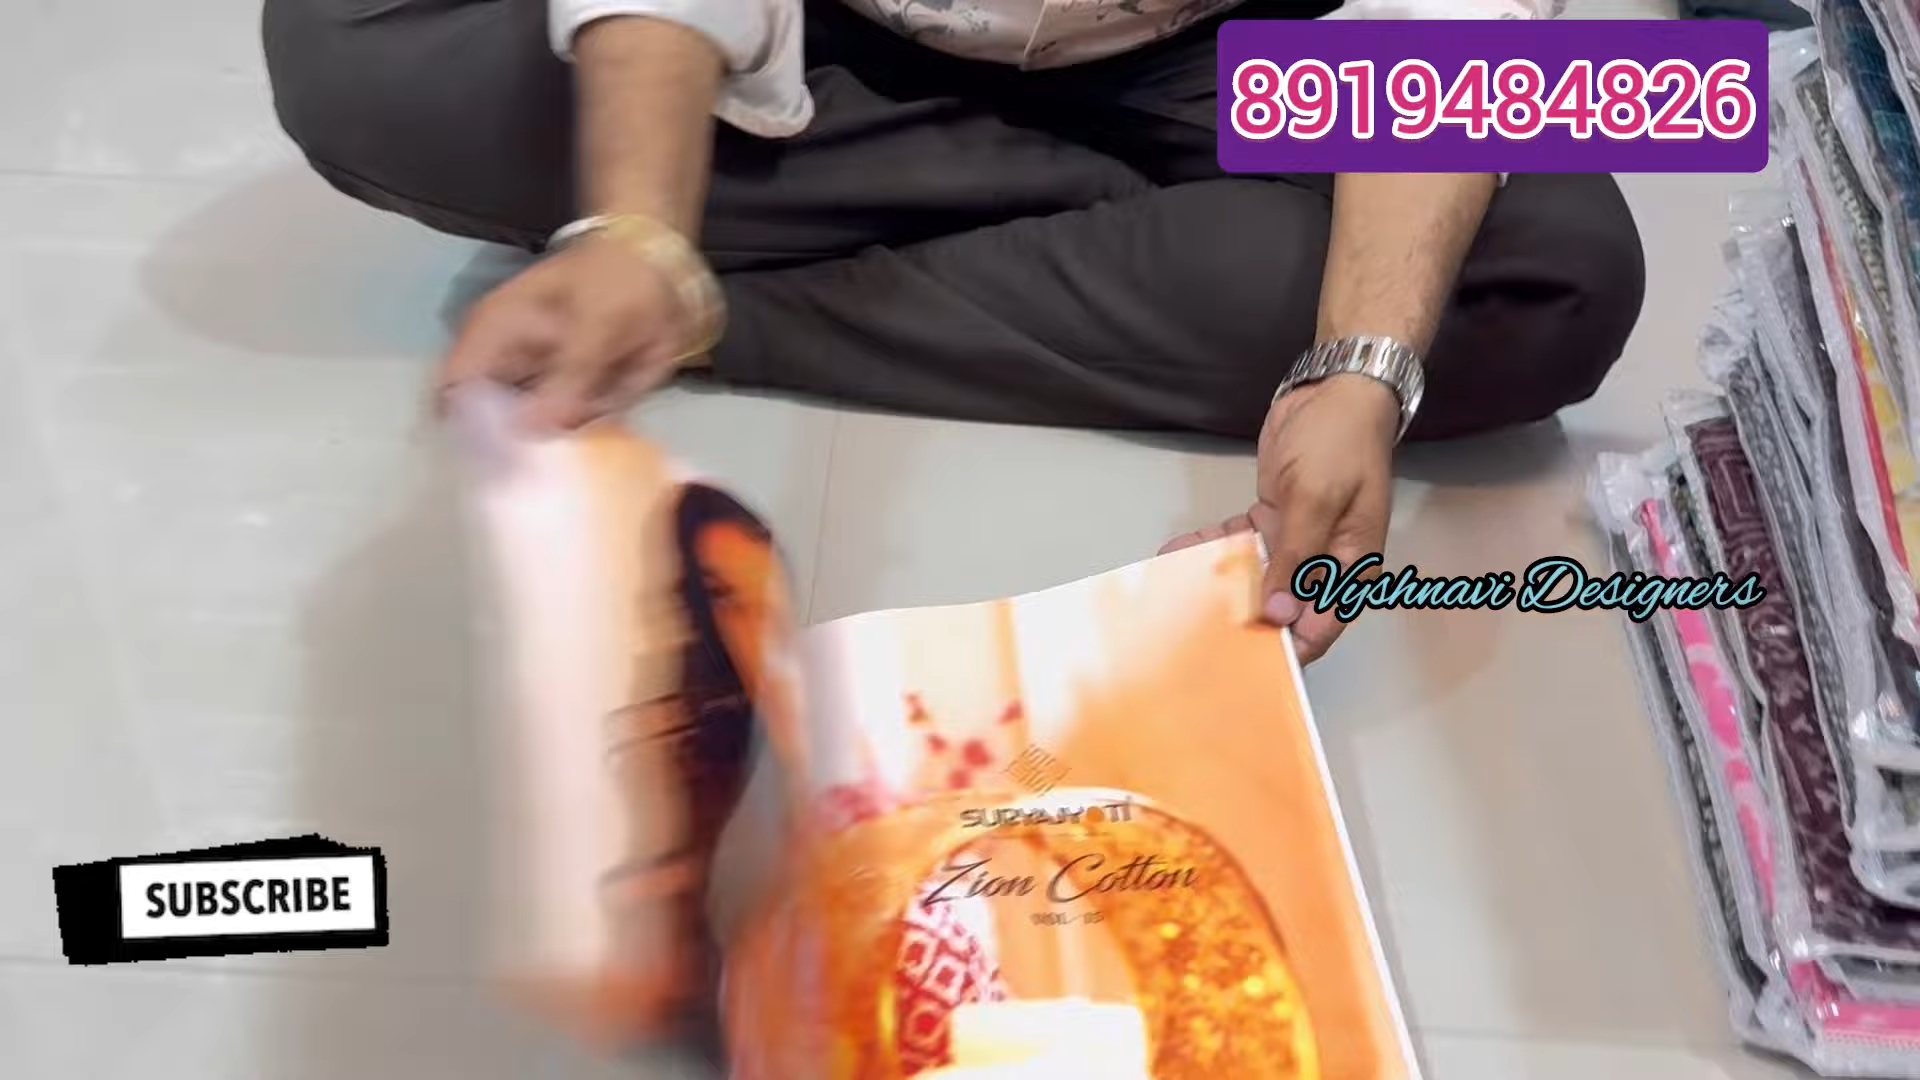 8919484826
Vyshnavi Designers
SURYAJYOTI
Zion Cotton
SUBSCRIBE